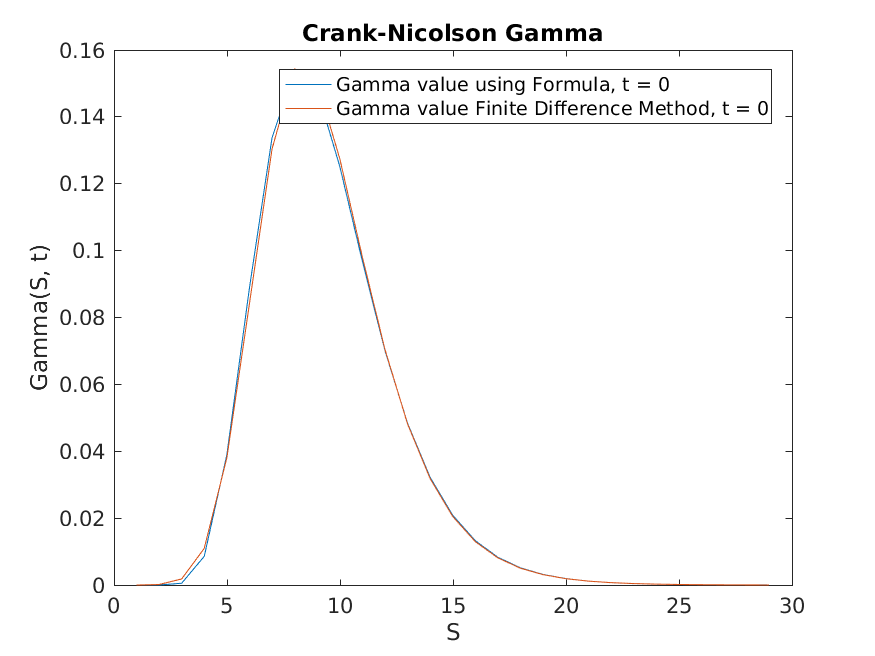 Crank-Nicolson Gamma
Gamma value using Formula, t = 0
Gamma value Finite Difference Method, t = 0
Gamma(S, t)
0.16
0.14
0.12
0.1
0.08
0.06
0.04
0.02
0
0 5 10 15 20 25 30
S